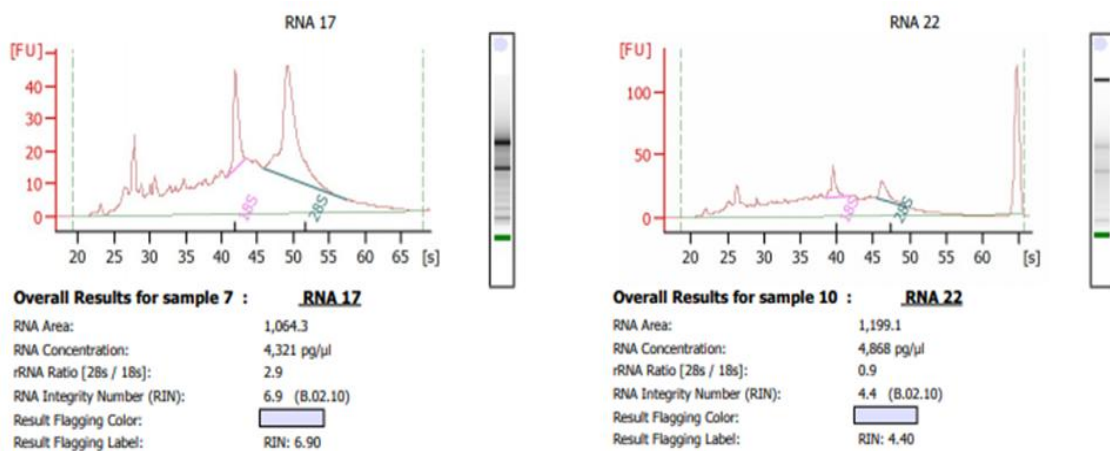 RNA 17
[FU]
40
30
20
10
0
18S
28S
20 25 30 35 40 45 50 55 60 65 [s]
Overall Results for sample 7 : RNA 17
RNA Area: 1,064.3
RNA Concentration: 4,321 pg/µl
rRNA Ratio [28s / 18s]: 2.9
RNA Integrity Number (RIN): 6.9 (B.02.10)
Result Flagging Color:
Result Flagging Label: RIN: 6.90
RNA 22
[FU]
100
50
0
18S
28S
20 25 30 35 40 45 50 55 60 [s]
Overall Results for sample 10 : RNA 22
RNA Area: 1,199.1
RNA Concentration: 4,868 pg/µl
rRNA Ratio [28s / 18s]: 0.9
RNA Integrity Number (RIN): 4.4 (B.02.10)
Result Flagging Color:
Result Flagging Label: RIN: 4.40